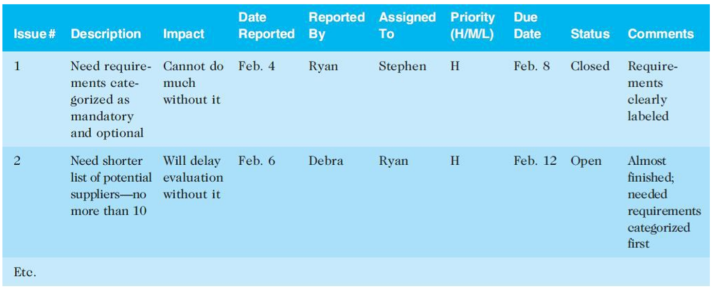 Issue # Description Impact Date Reported Reported By Assigned To Priority (H/M/L) Due Date Status Comments
1 Need require- Cannot do Feb. 4 Ryan Stephen H Feb. 8 Closed Require-
ments cate- much ments
gorized as without it clearly
mandatory labeled
and optional
2 Need shorter Will delay Feb. 6 Debra Ryan H Feb. 12 Open Almost
list of potential evaluation finished;
suppliers—no without it needed
more than 10 requirements
categorized
first
Etc.